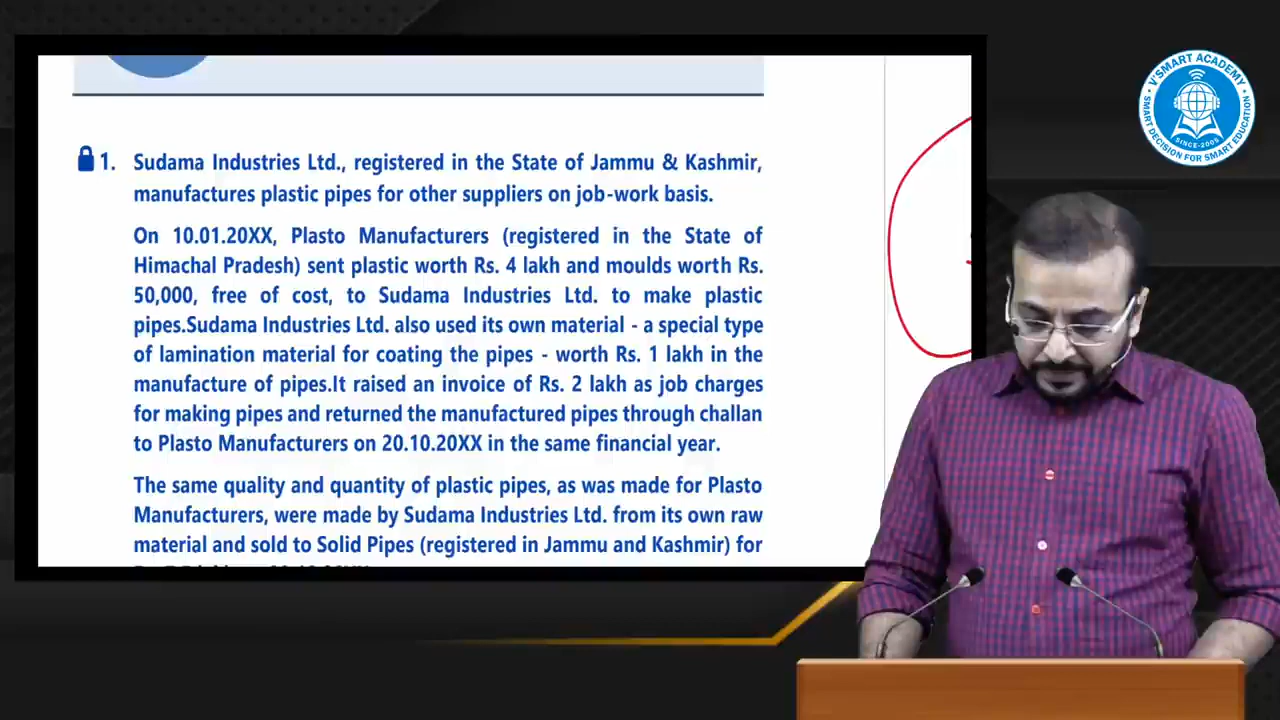 1. Sudama Industries Ltd., registered in the State of Jammu & Kashmir,
manufactures plastic pipes for other suppliers on job-work basis.
On 10.01.20XX, Plasto Manufacturers (registered in the State of
Himachal Pradesh) sent plastic worth Rs. 4 lakh and moulds worth Rs.
50,000, free of cost, to Sudama Industries Ltd. to make plastic
pipes.Sudama Industries Ltd. also used its own material - a special type
of lamination material for coating the pipes - worth Rs. 1 lakh in the
manufacture of pipes.It raised an invoice of Rs. 2 lakh as job charges
for making pipes and returned the manufactured pipes through challan
to Plasto Manufacturers on 20.10.20XX in the same financial year.
The same quality and quantity of plastic pipes, as was made for Plasto
Manufacturers, were made by Sudama Industries Ltd. from its own raw
material and sold to Solid Pipes (registered in Jammu and Kashmir) for
V'SMART ACADEMY
SINCE-2005
SMART DECISION FOR SMART EDUCATION